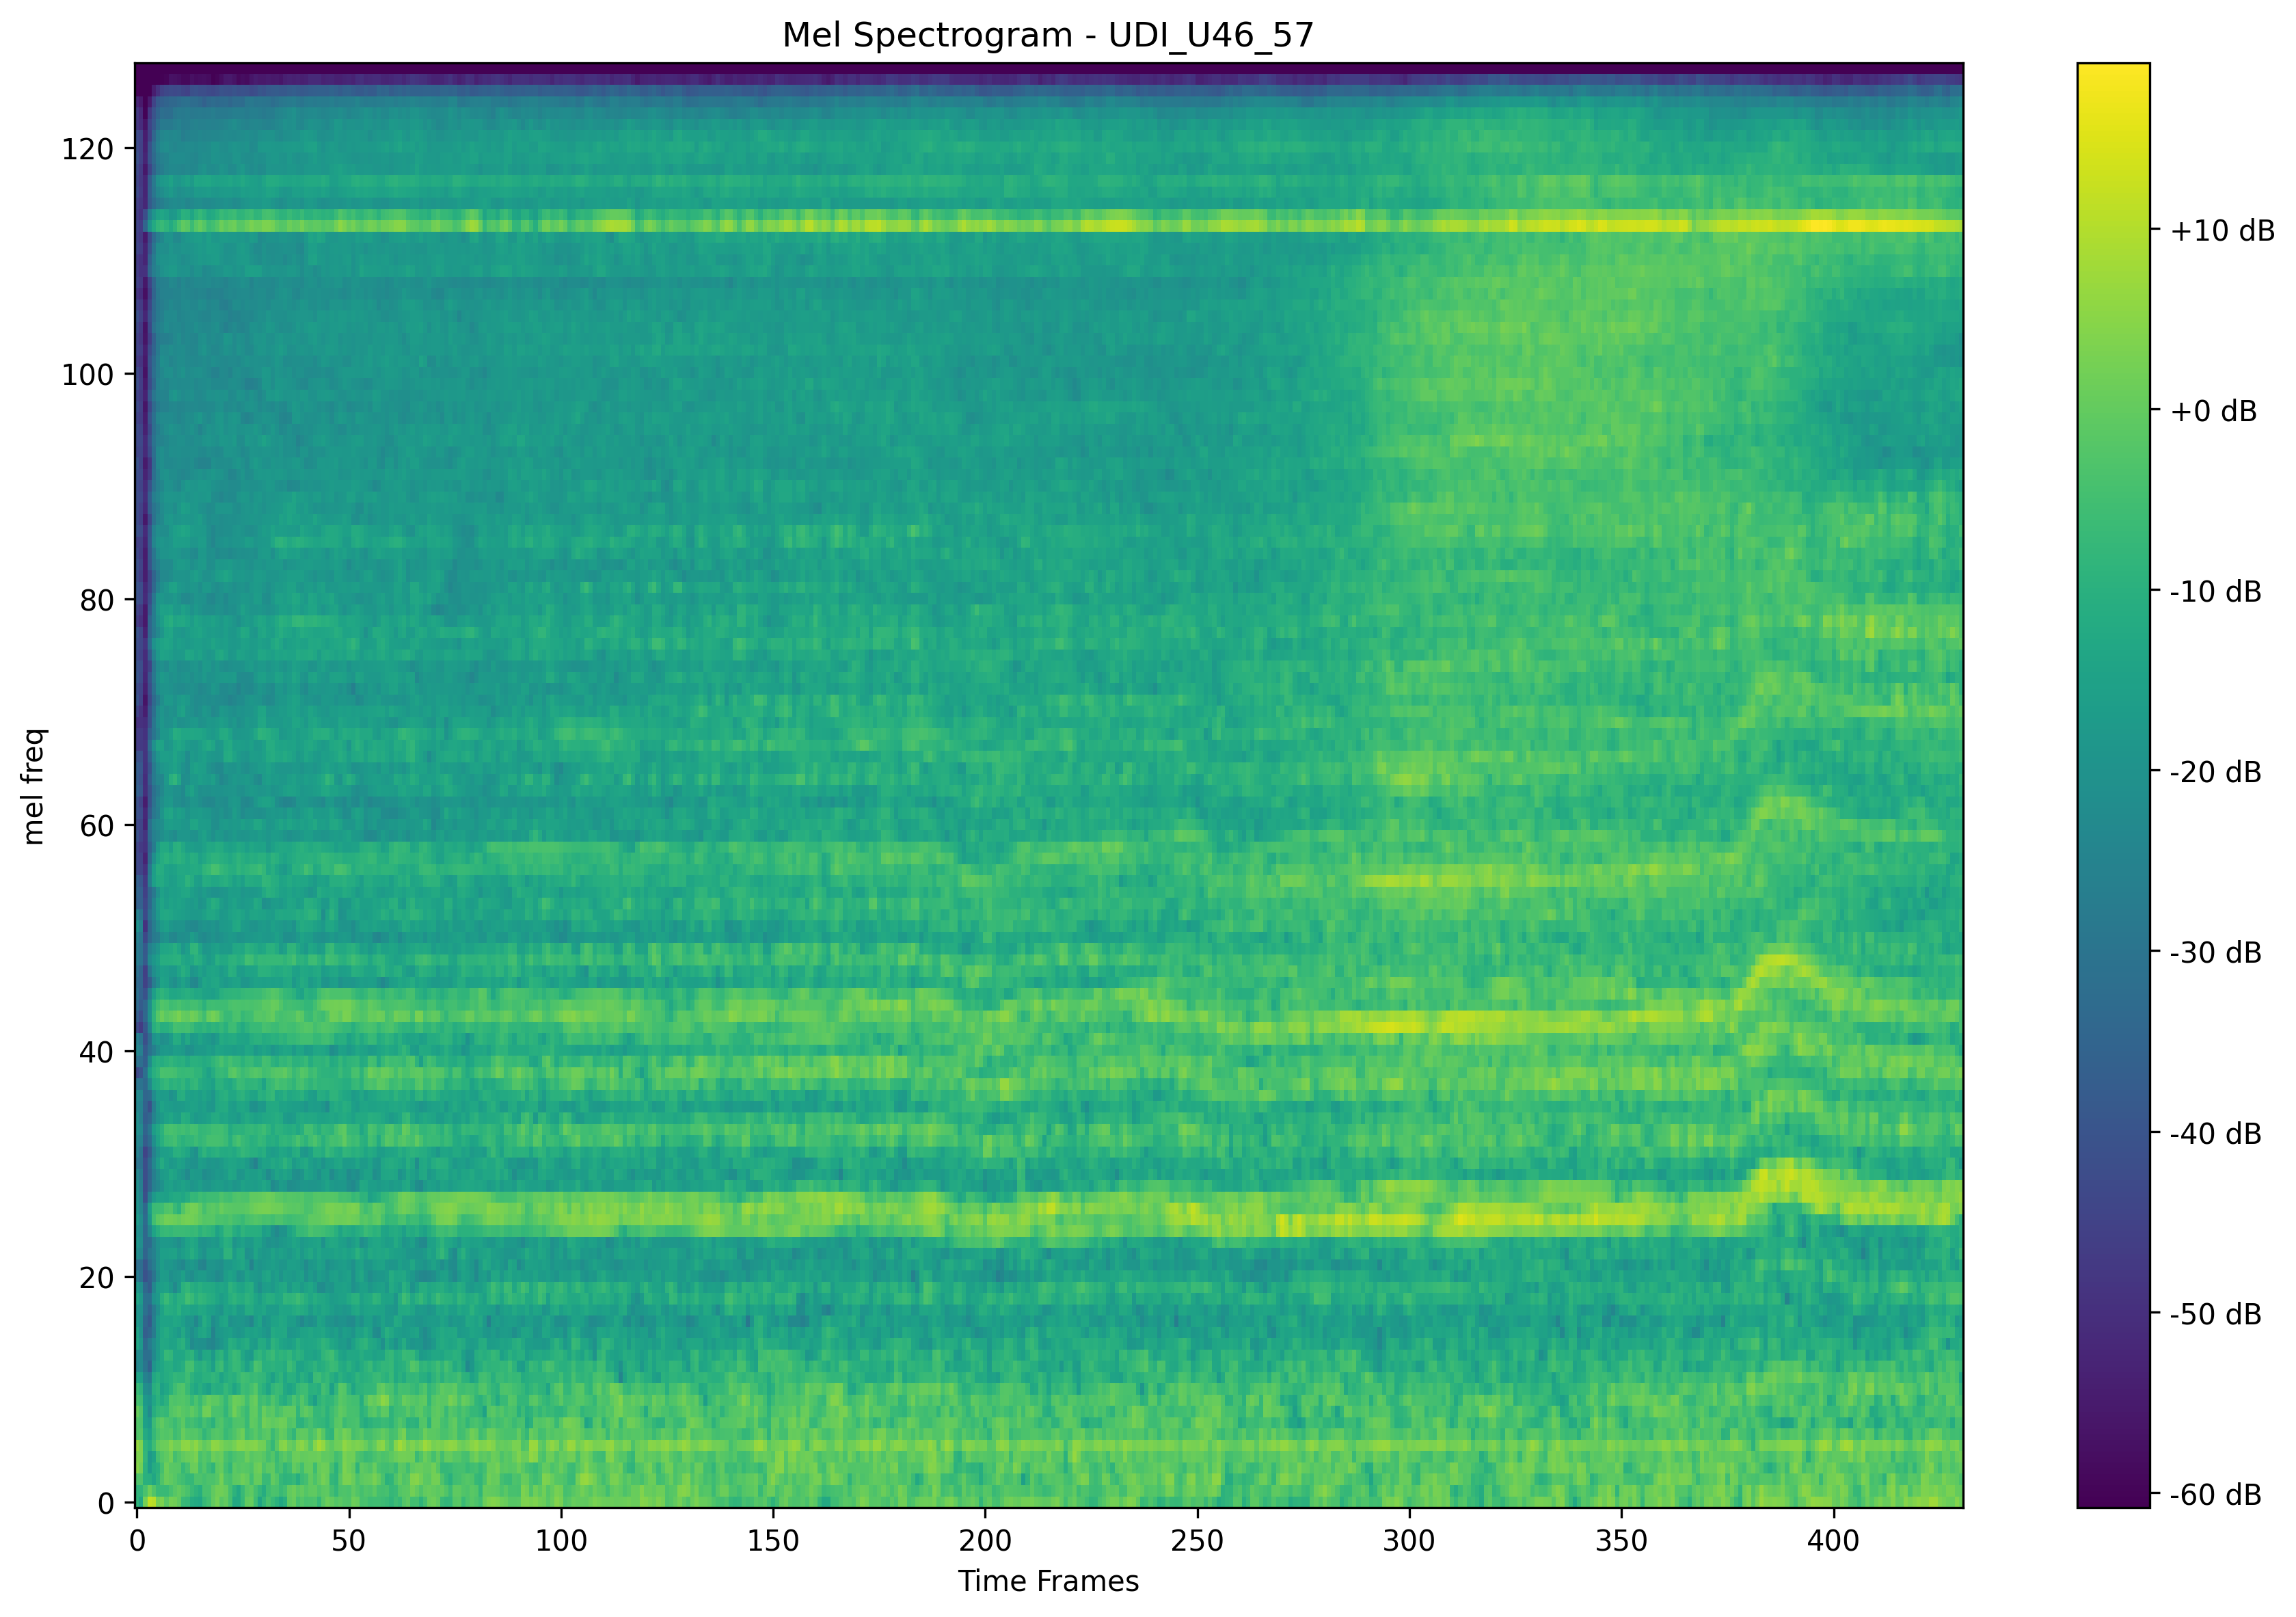 Mel Spectrogram - UDI_U46_57
120
100
80
60
40
20
0
mel freq
0 50 100 150 200 250 300 350 400
Time Frames
+10 dB
+0 dB
-10 dB
-20 dB
-30 dB
-40 dB
-50 dB
-60 dB